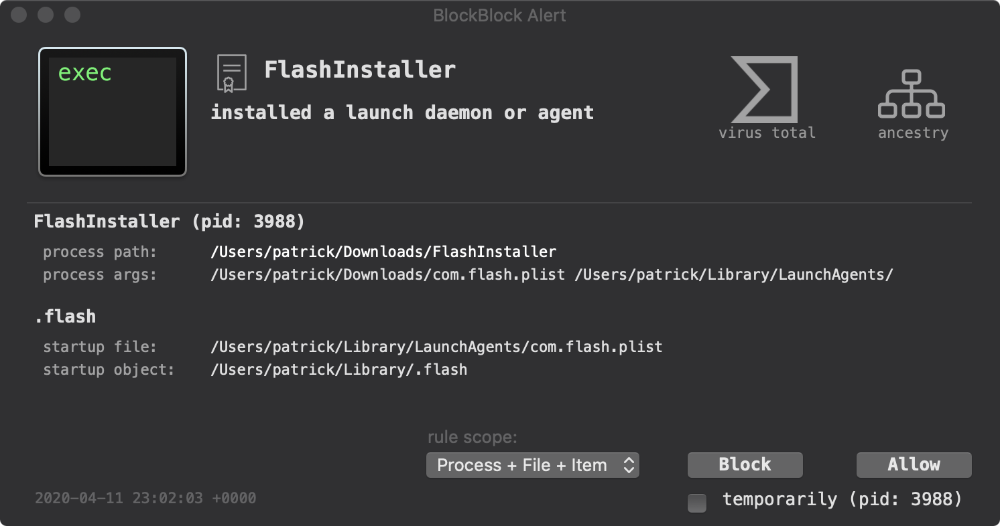 BlockBlock Alert
exec
FlashInstaller
installed a launch daemon or agent
virus total
ancestry
FlashInstaller (pid: 3988)
process path: /Users/patrick/Downloads/FlashInstaller
process args: /Users/patrick/Downloads/com.flash.plist /Users/patrick/Library/LaunchAgents/
.flash
startup file: /Users/patrick/Library/LaunchAgents/com.flash.plist
startup object: /Users/patrick/Library/.flash
rule scope:
Process + File + Item
Block
Allow
2020-04-11 23:02:03 +0000
temporarily (pid: 3988)